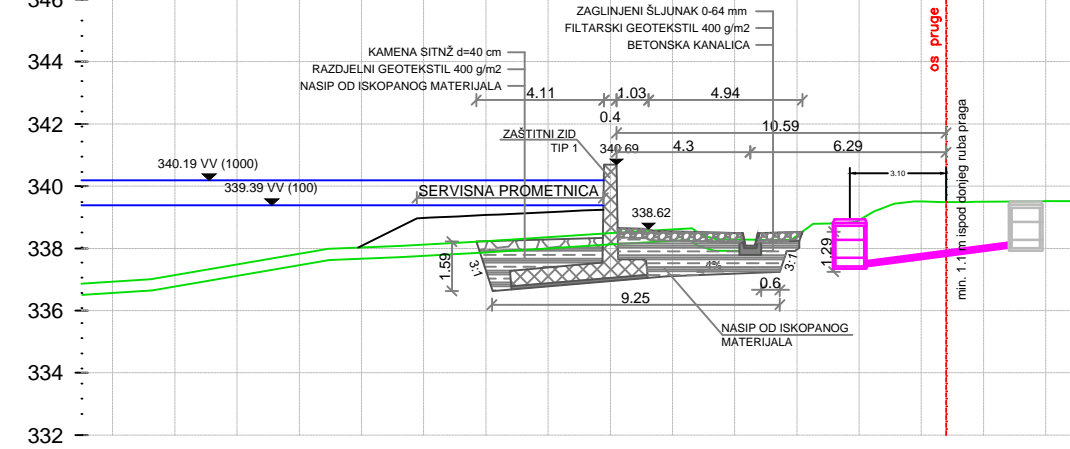 346
344
342
340
338
336
334
332
ZAGLINJENI ŠLJUNAK 0-64 mm
FILTARSKI GEOTEKSTIL 400 g/m2
BETONSKA KANALICA
KAMENA SITNŽ d=40 cm
RAZDJELNI GEOTEKSTIL 400 g/m2
NASIP OD ISKOPANOG MATERIJALA
4.11
1.03
4.94
0.4
10.59
ZAŠTITNI ZID
TIP 1
340.69
4.3
6.29
340.19 VV (1000)
339.39 VV (100)
SERVISNA PROMETNICA
338.62
3.10
1.59
3:1
4%
3:1
1.29
0.6
9.25
NASIP OD ISKOPANOG
MATERIJALA
os pruge
min. 1.1 m ispod donjeg ruba praga